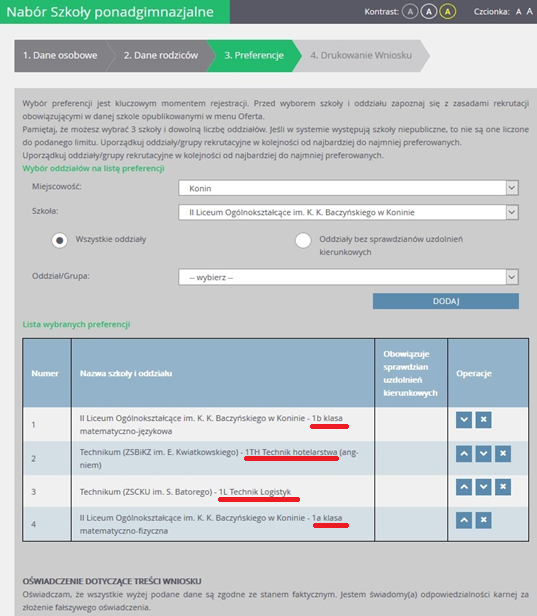 Nabór Szkoły ponadgimnazjalne
Kontrast: A A A Czcionka: A A
1. Dane osobowe 2. Dane rodziców 3. Preferencje 4. Drukowanie Wniosku
Wybór preferencji jest kluczowym momentem rejestracji. Przed wyborem szkoły i oddziału zapoznaj się z zasadami rekrutacji
obowiązującymi w danej szkole opublikowanymi w menu Oferta.
Pamiętaj, że możesz wybrać 3 szkoły i dowolną liczbę oddziałów. Jeśli w systemie występują szkoły niepubliczne, to nie są one liczone
do podanego limitu. Uporządkuj oddziały/grupy rekrutacyjne w kolejności od najbardziej do najmniej preferowanych.
Uporządkuj oddziały/grupy rekrutacyjne w kolejności od najbardziej do najmniej preferowanych.
Wybór oddziałów na listę preferencji
Miejscowość: Konin
Szkoła: II Liceum Ogólnokształcące im. K. K. Baczyńskiego w Koninie
Wszystkie oddziały
Oddziały bez sprawdzianów uzdolnień
kierunkowych
Oddział/Grupa: -- wybierz --
DODAJ
Lista wybranych preferencji
Numer
Nazwa szkoły i oddziału
Obowiązuje
sprawdzian
uzdolnień
kierunkowych
Operacje
1
II Liceum Ogólnokształcące im. K. K. Baczyńskiego w Koninie - 1b klasa
matematyczno-językowa
2
Technikum (ZSBiKZ im. E. Kwiatkowskiego) - 1TH Technik hotelarstwa (ang-
niem)
3
Technikum (ZSCKU im. S. Batorego) - 1L Technik Logistyk
4
II Liceum Ogólnokształcące im. K. K. Baczyńskiego w Koninie - 1a klasa
matematyczno-fizyczna
OŚWIADCZENIE DOTYCZĄCE TREŚCI WNIOSKU
Oświadczam, że wszystkie wyżej podane dane są zgodne ze stanem faktycznym. Jestem świadomy(a) odpowiedzialności karnej za
złożenie fałszywego oświadczenia.